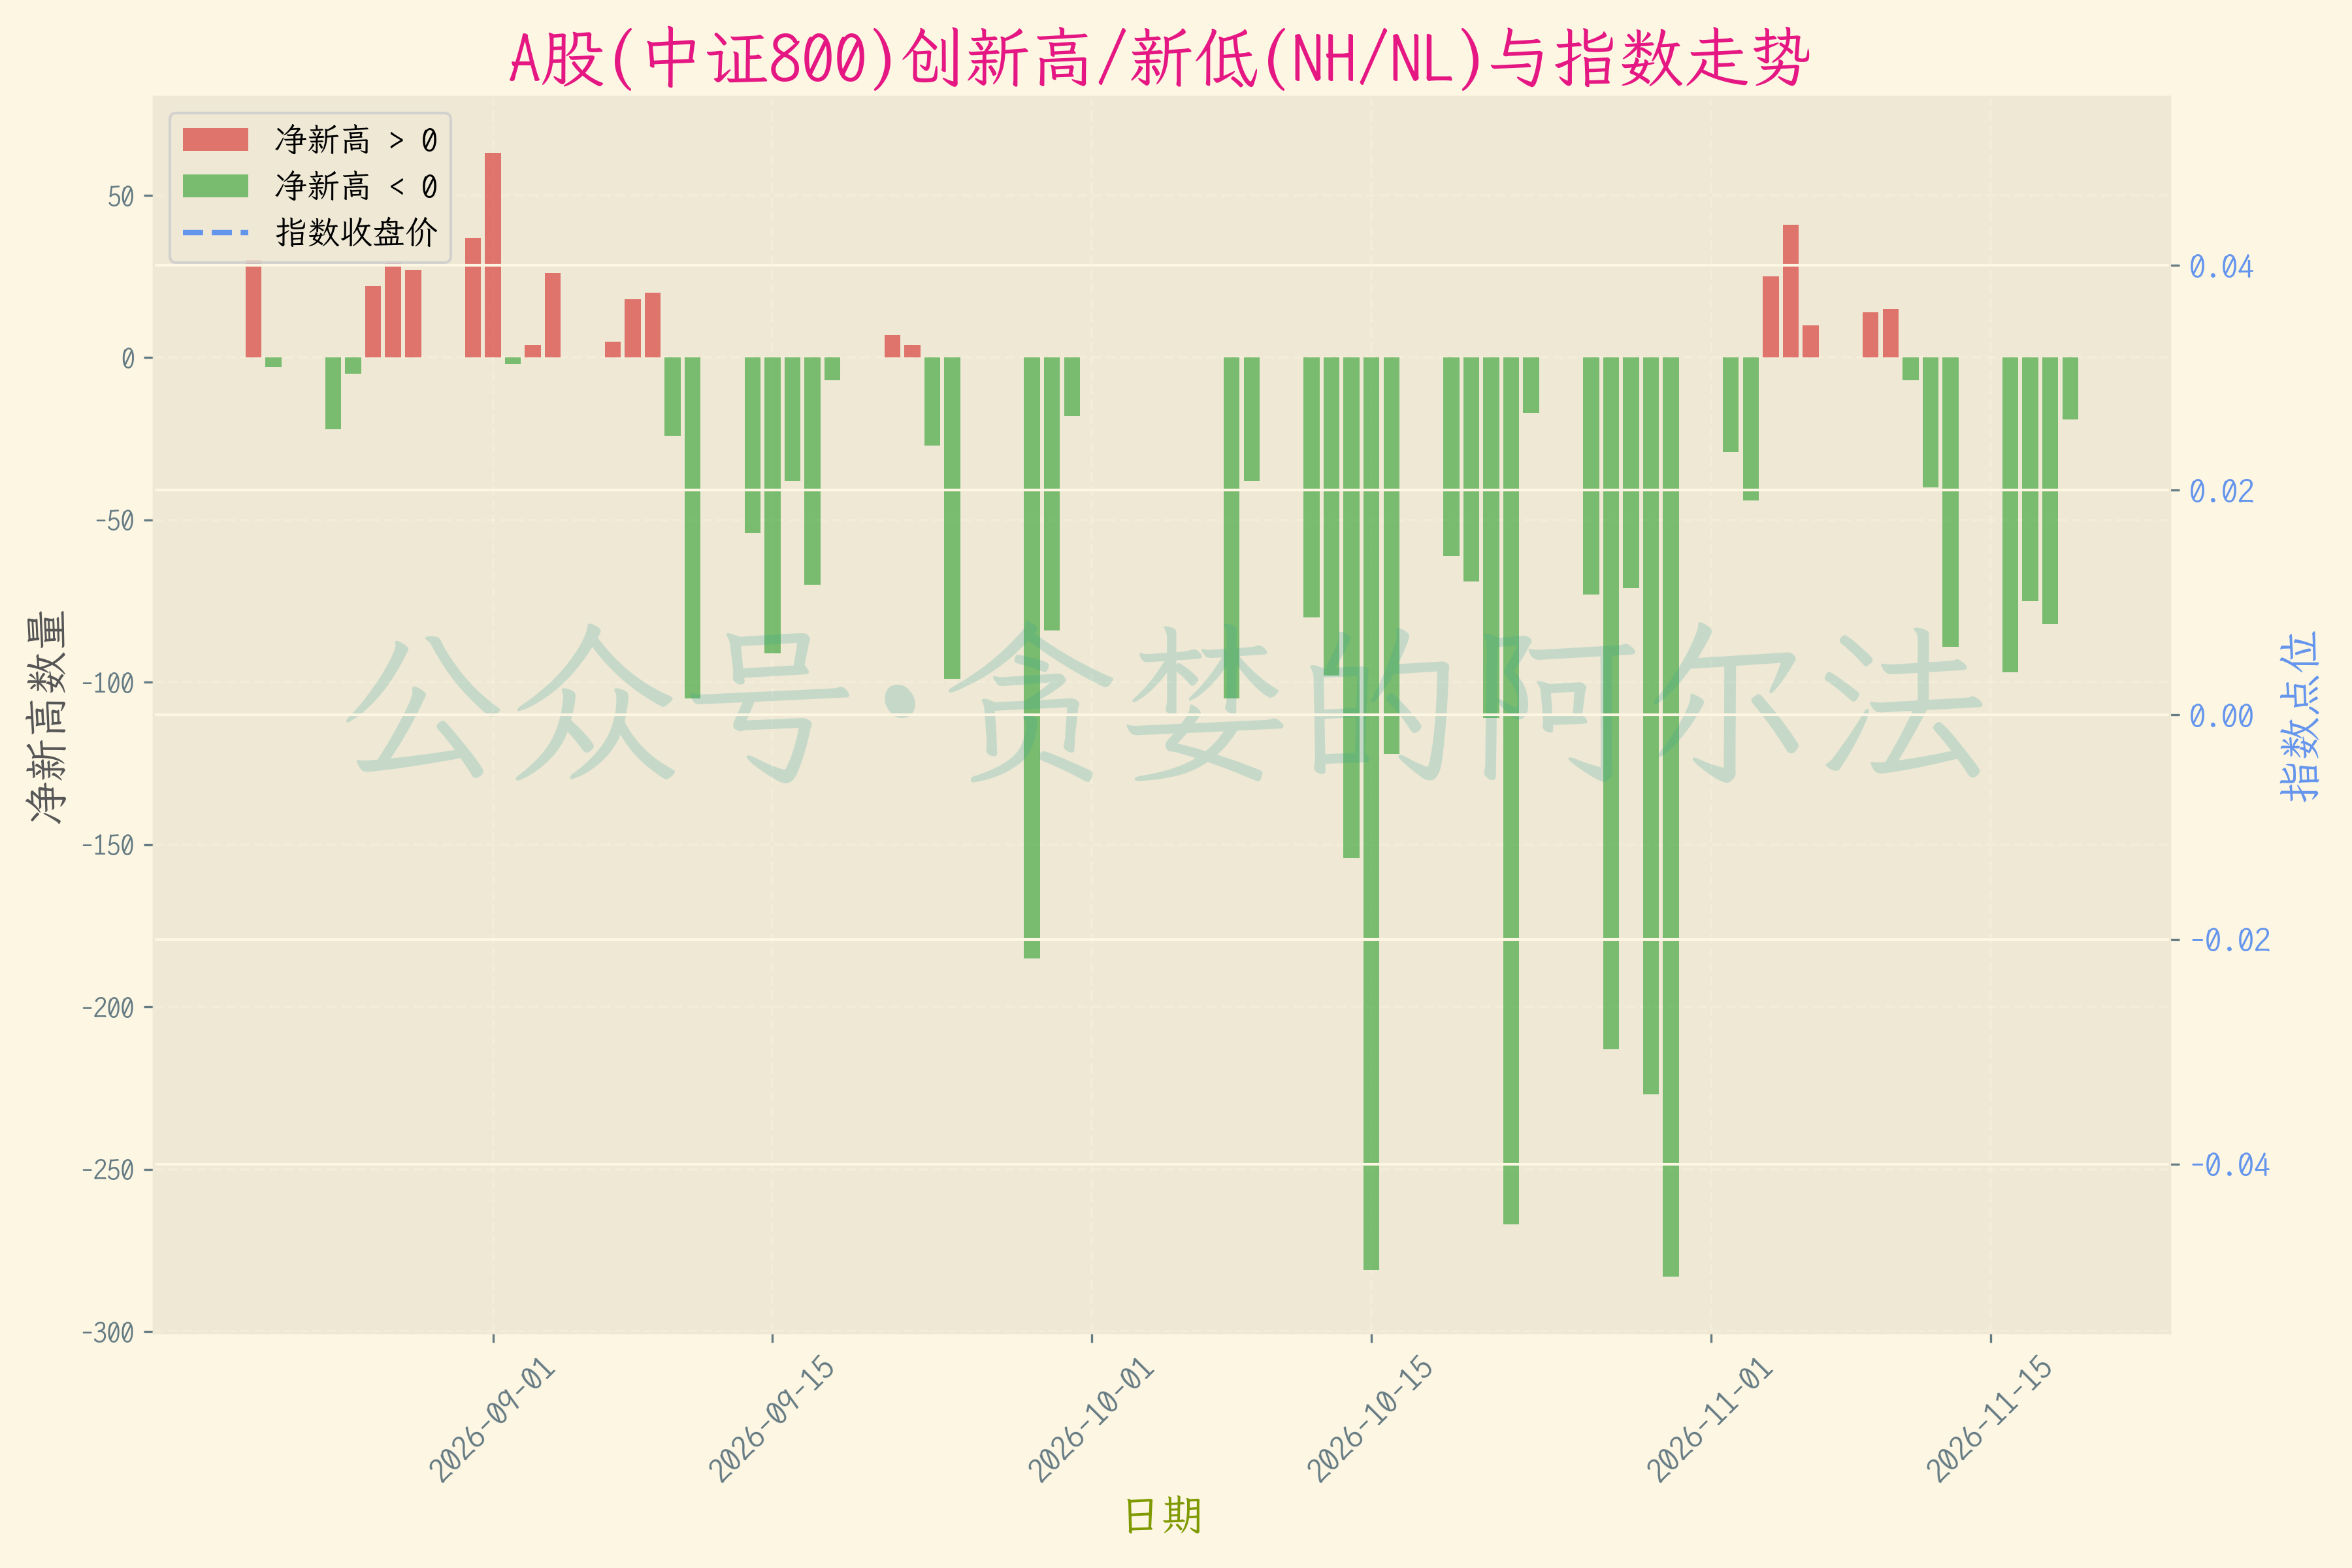 A股(中证800)创新高/新低(NH/NL)与指数走势
净新高 > 0
净新高 < 0
指数收盘价
50
0
-50
-100
-150
-200
-250
-300
净新高数量
0.04
0.02
0.00
-0.02
-0.04
指数点位
公众号·贪婪的阿尔法
2026-09-01
2026-09-15
2026-10-01
2026-10-15
2026-11-01
2026-11-15
日期